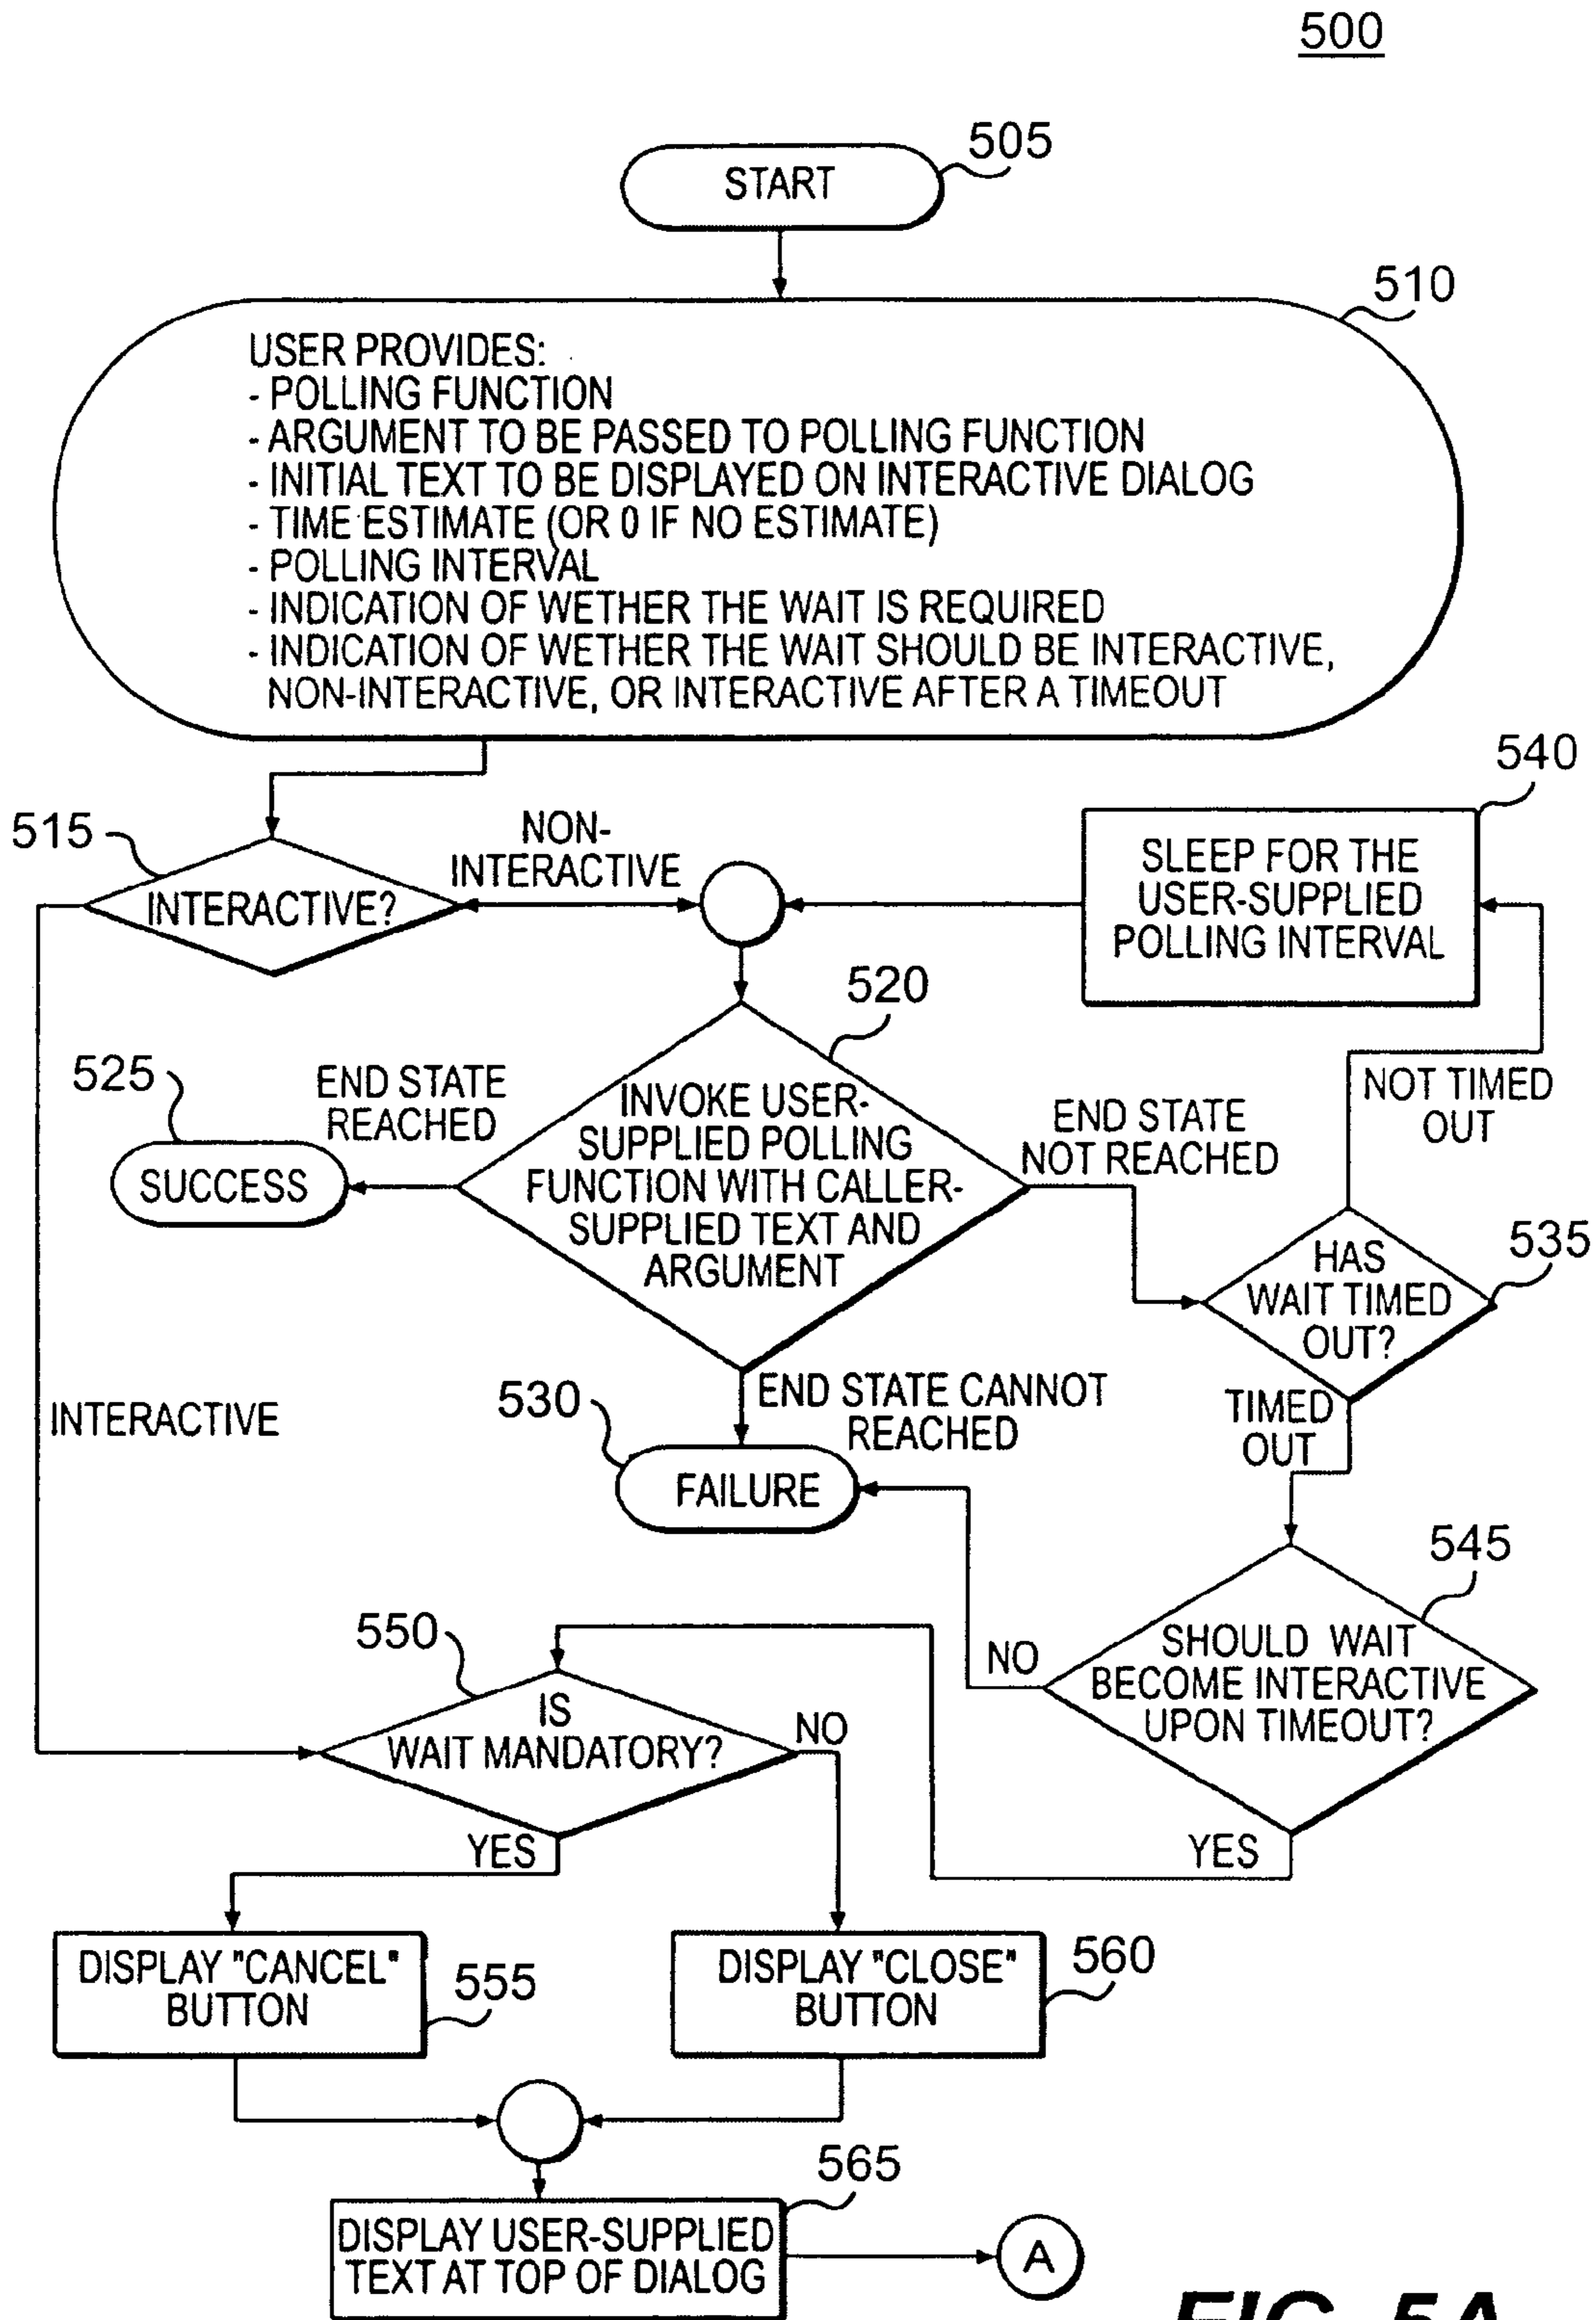 500
505
START
510
USER PROVIDES:
- POLLING FUNCTION
- ARGUMENT TO BE PASSED TO POLLING FUNCTION
- INITIAL TEXT TO BE DISPLAYED ON INTERACTIVE DIALOG
- TIME ESTIMATE (OR 0 IF NO ESTIMATE)
- POLLING INTERVAL
- INDICATION OF WETHER THE WAIT IS REQUIRED
- INDICATION OF WETHER THE WAIT SHOULD BE INTERACTIVE,
NON-INTERACTIVE, OR INTERACTIVE AFTER A TIMEOUT
515
INTERACTIVE?
NON-
INTERACTIVE
540
SLEEP FOR THE
USER-SUPPLIED
POLLING INTERVAL
520
INVOKE USER-
SUPPLIED POLLING
FUNCTION WITH CALLER-
SUPPLIED TEXT AND
ARGUMENT
525
END STATE
REACHED
SUCCESS
END STATE
NOT REACHED
NOT TIMED
OUT
535
HAS
WAIT TIMED
OUT?
TIMED
OUT
INTERACTIVE
530
END STATE CANNOT
REACHED
FAILURE
545
SHOULD WAIT
BECOME INTERACTIVE
UPON TIMEOUT?
NO
YES
550
IS
WAIT MANDATORY?
NO
YES
DISPLAY "CANCEL"
BUTTON
555
DISPLAY "CLOSE"
BUTTON
560
565
DISPLAY USER-SUPPLIED
TEXT AT TOP OF DIALOG
A
FIG. 5A